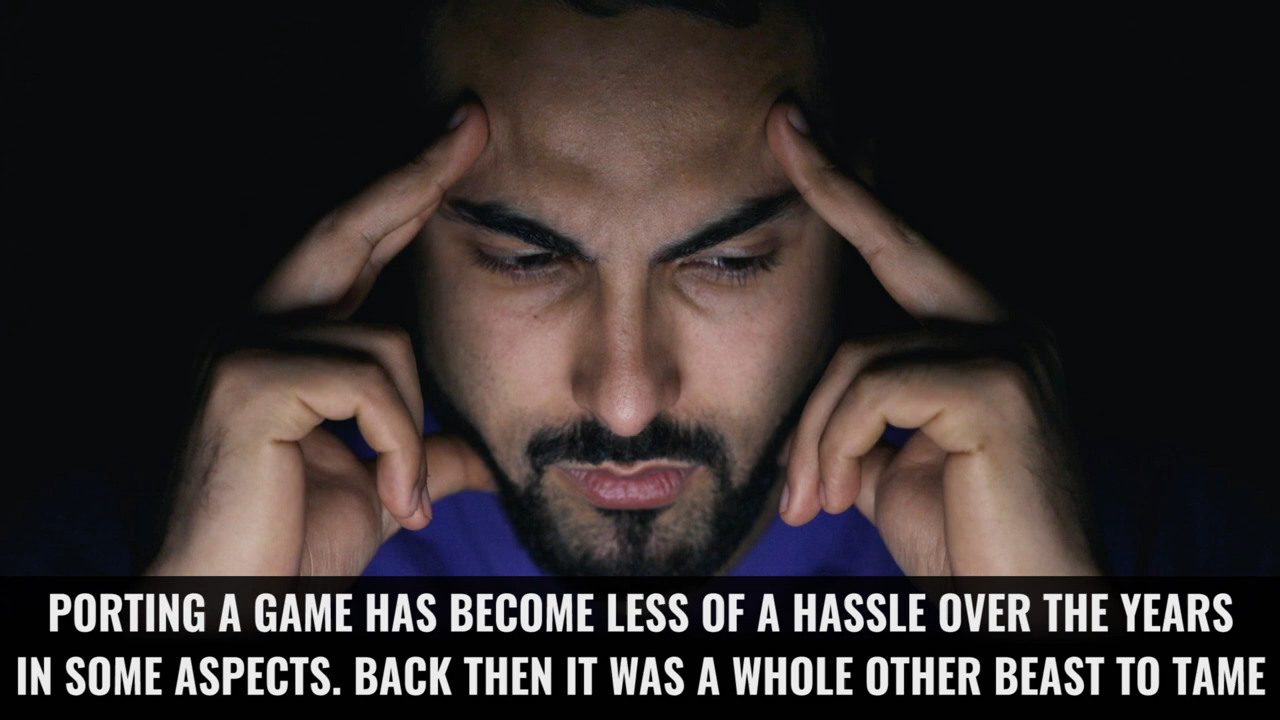 PORTING A GAME HAS BECOME LESS OF A HASSLE OVER THE YEARS
IN SOME ASPECTS. BACK THEN IT WAS A WHOLE OTHER BEAST TO TAME